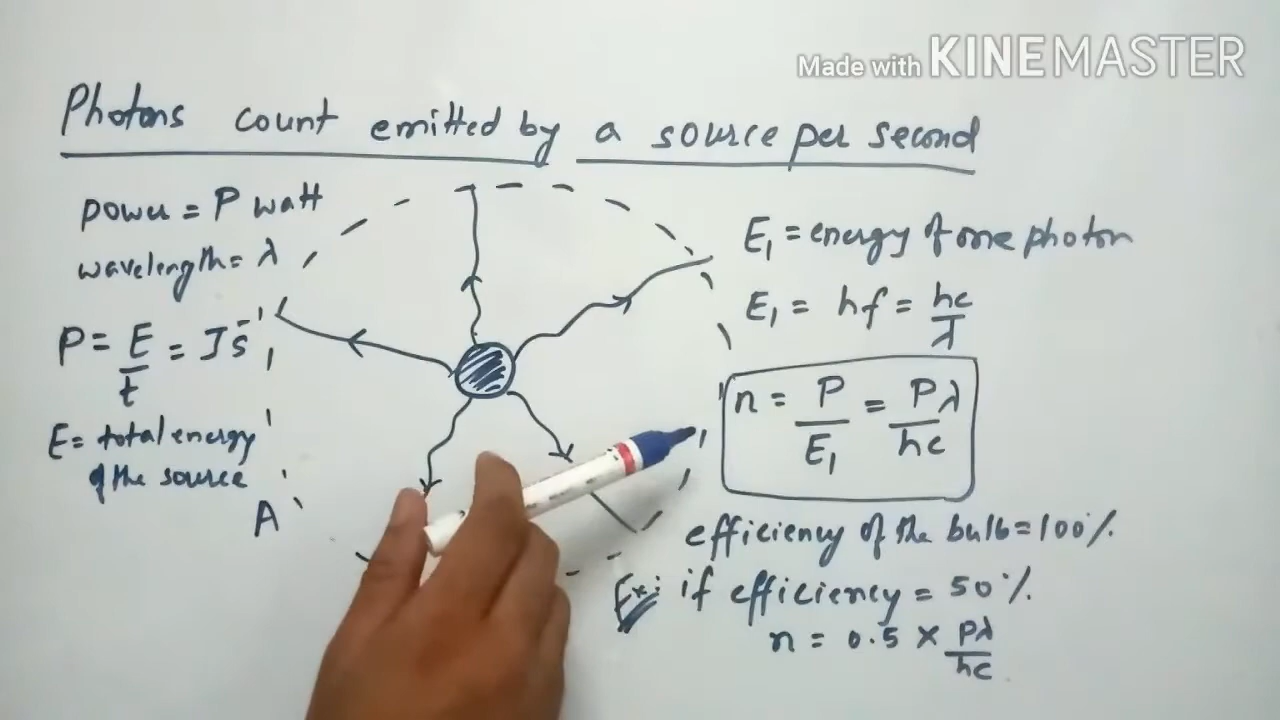 Made with KINEMASTER
Photons count emitted by a source per second
power = P watt
wavelength = λ
P = E/t = J s⁻¹
E = total energy
of the source
A
E₁ = energy of one photon
E₁ = hf = hc/λ
n = P/E₁ = Pλ/hc
efficiency of the bulb = 100%.
Ex: if efficiency = 50%.
n = 0.5 × Pλ/hc